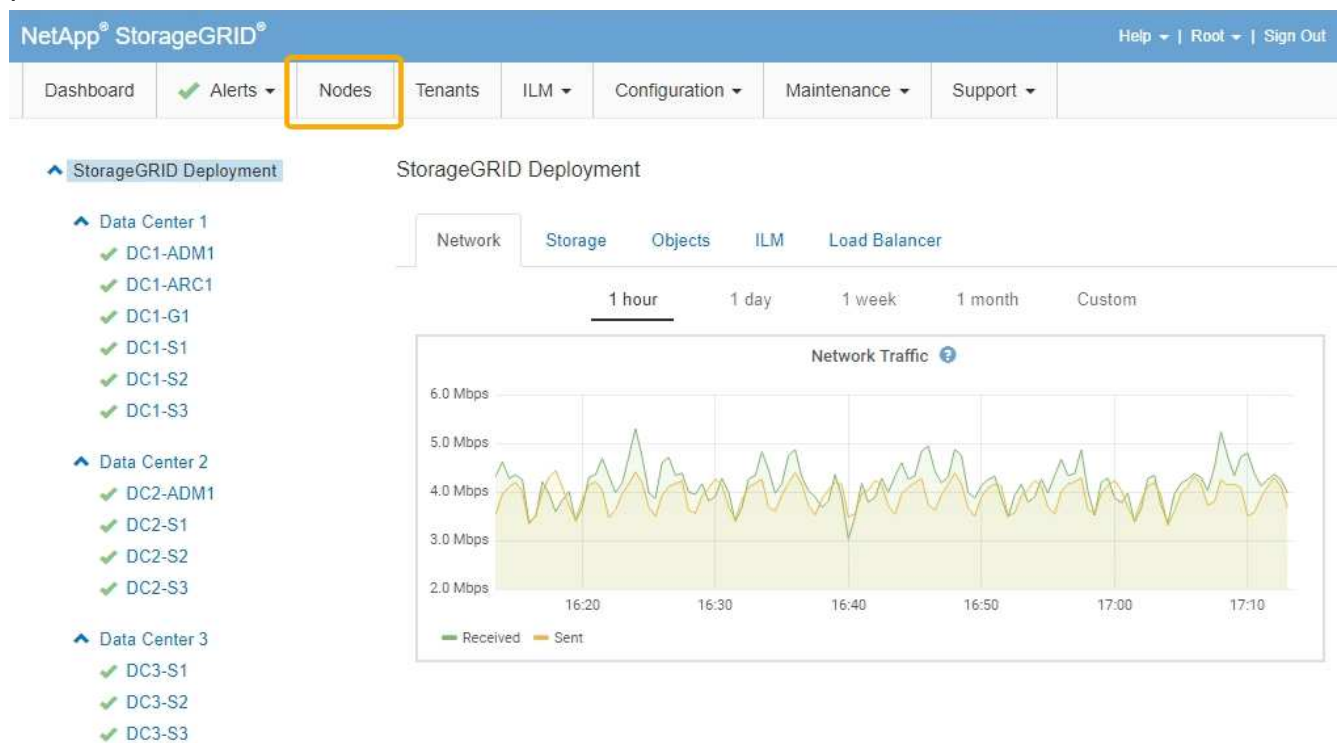 NetApp® StorageGRID®
Help | Root | Sign Out
Dashboard Alerts Nodes Tenants ILM Configuration Maintenance Support
StorageGRID Deployment
Data Center 1
DC1-ADM1
DC1-ARC1
DC1-G1
DC1-S1
DC1-S2
DC1-S3
Data Center 2
DC2-ADM1
DC2-S1
DC2-S2
DC2-S3
Data Center 3
DC3-S1
DC3-S2
DC3-S3
StorageGRID Deployment
Network Storage Objects ILM Load Balancer
1 hour 1 day 1 week 1 month Custom
Network Traffic ?
6.0 Mbps
5.0 Mbps
4.0 Mbps
3.0 Mbps
2.0 Mbps
16:20 16:30 16:40 16:50 17:00 17:10
Received Sent